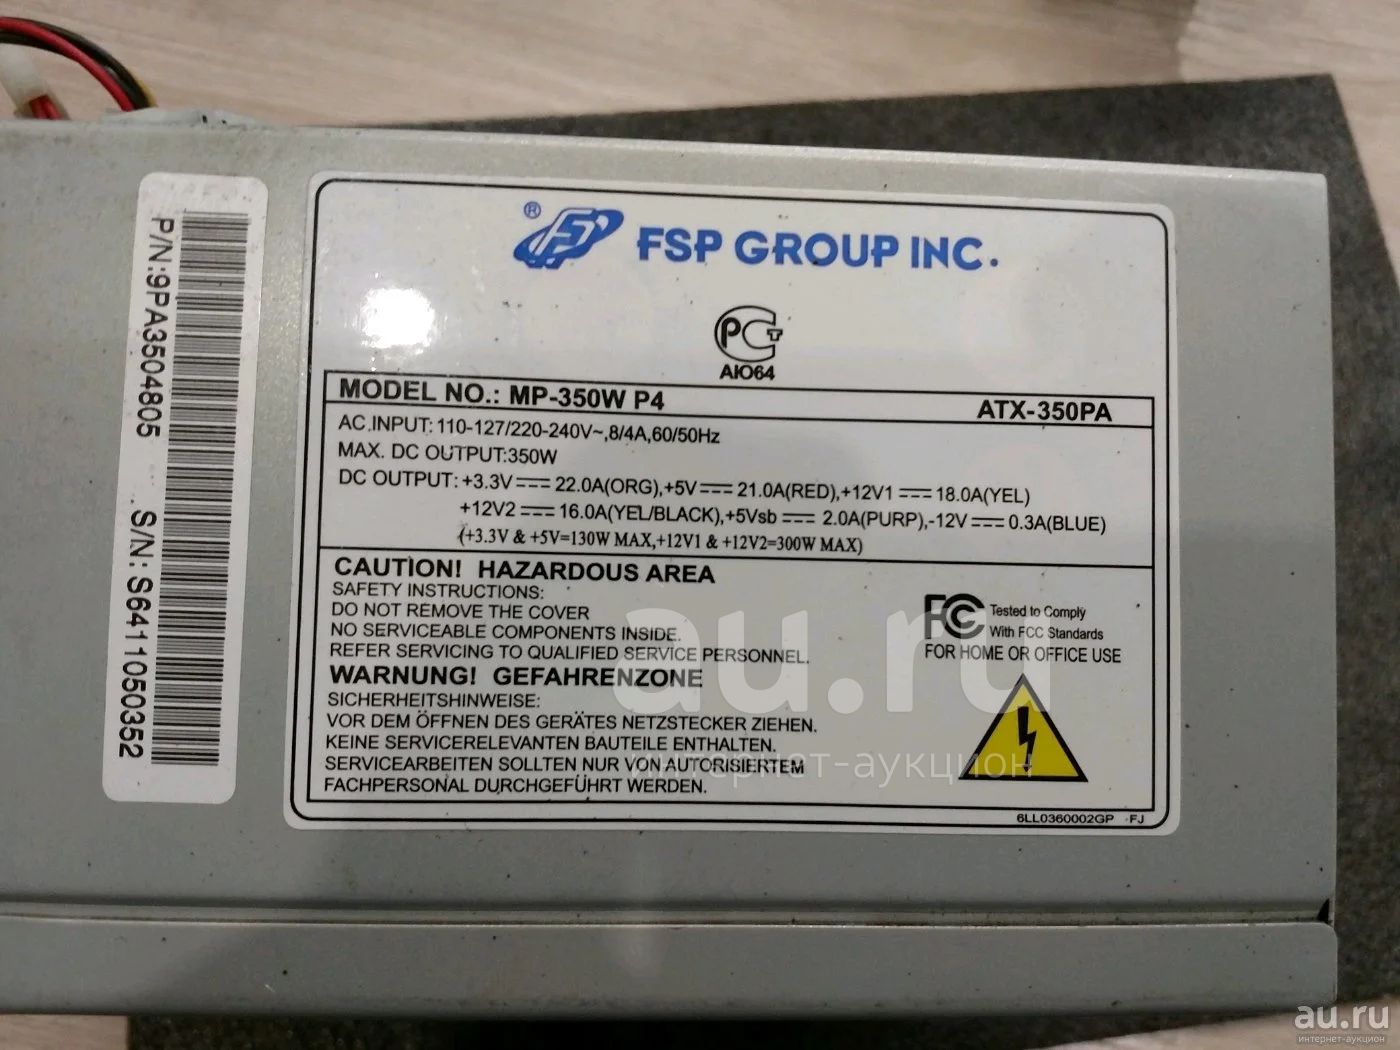 P/N:9PA3504805 S/N: S6411050352
® FSP GROUP INC.
РСТ
АЮ64
MODEL NO.: MP-350W P4 ATX-350PA
AC INPUT: 110-127/220-240V~,8/4A,60/50Hz
MAX. DC OUTPUT:350W
DC OUTPUT: +3.3V⎓22.0A(ORG),+5V⎓21.0A(RED),+12V1⎓18.0A(YEL)
+12V2⎓16.0A(YEL/BLACK),+5Vsb⎓2.0A(PURP),-12V⎓0.3A(BLUE)
(+3.3V & +5V=130W MAX,+12V1 & +12V2=300W MAX)
CAUTION! HAZARDOUS AREA
SAFETY INSTRUCTIONS:
DO NOT REMOVE THE COVER
NO SERVICEABLE COMPONENTS INSIDE.
REFER SERVICING TO QUALIFIED SERVICE PERSONNEL.
WARNUNG! GEFAHRENZONE
SICHERHEITSHINWEISE:
VOR DEM ÖFFNEN DES GERÄTES NETZSTECKER ZIEHEN.
KEINE SERVICERELEVANTEN BAUTEILE ENTHALTEN.
SERVICEARBEITEN SOLLTEN NUR VON AUTORISIERTEM
FACHPERSONAL DURCHGEFÜHRT WERDEN.
FC Tested to Comply
With FCC Standards
FOR HOME OR OFFICE USE
6LL0360002GP FJ
au.ru
интернет-аукцион
au.ru
интернет-аукцион